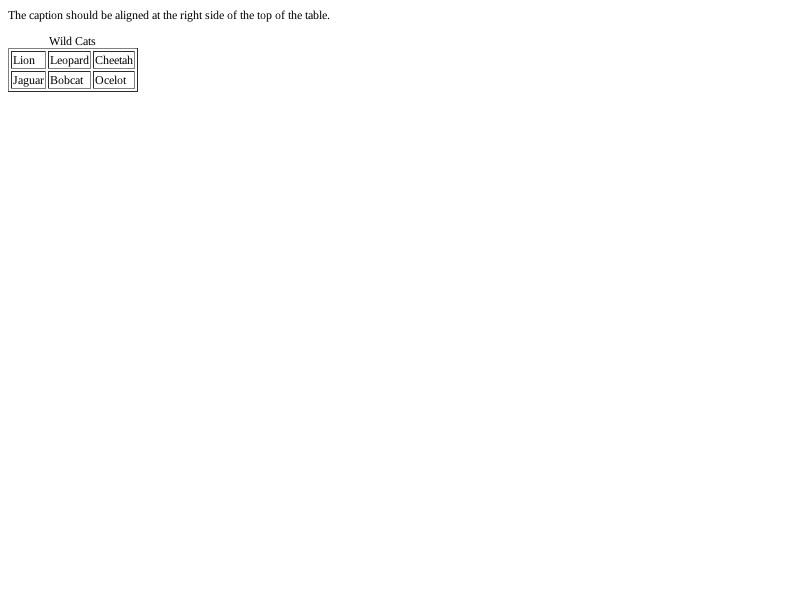 The caption should be aligned at the right side of the top of the table.
Wild Cats
Lion Leopard Cheetah
Jaguar Bobcat Ocelot